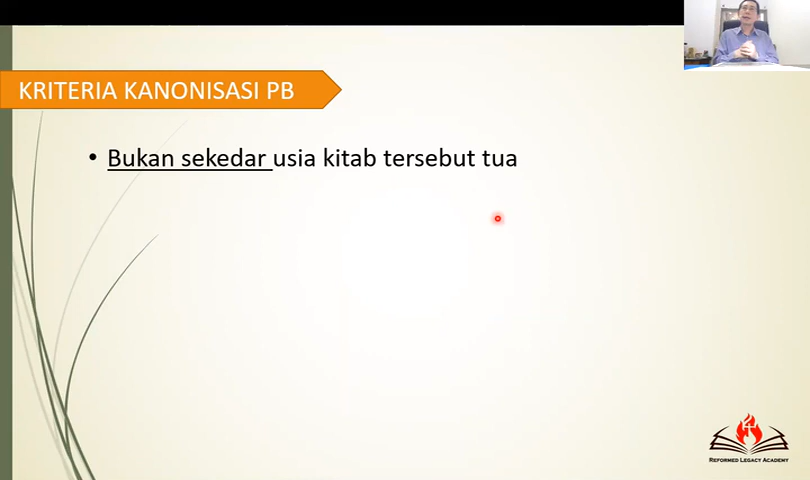 KRITERIA KANONISASI PB
• Bukan sekedar usia kitab tersebut tua
REFORMED LEGACY ACADEMY